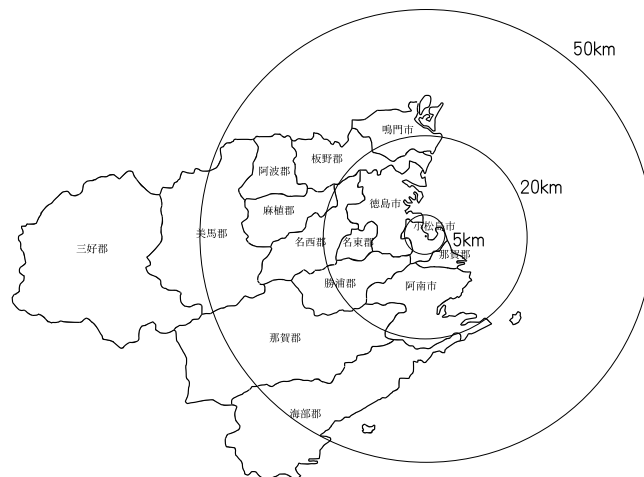 50km
鳴門市
板野郡
阿波郡
20km
徳島市
麻植郡
小松島市
美馬郡
名西郡
名東郡
5km
三好郡
那賀郡
勝浦郡
阿南市
那賀郡
海部郡